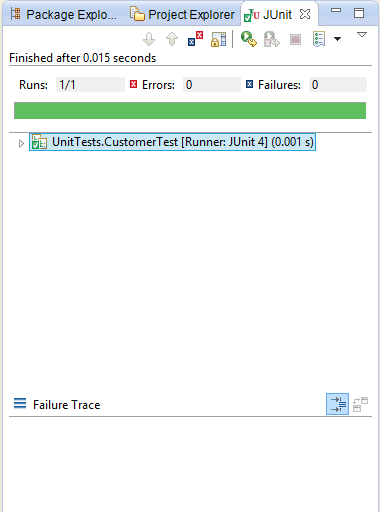 Package Explo... Project Explorer JUnit
Finished after 0.015 seconds
Runs: 1/1 Errors: 0 Failures: 0
UnitTests.CustomerTest [Runner: JUnit 4] (0.001 s)
Failure Trace